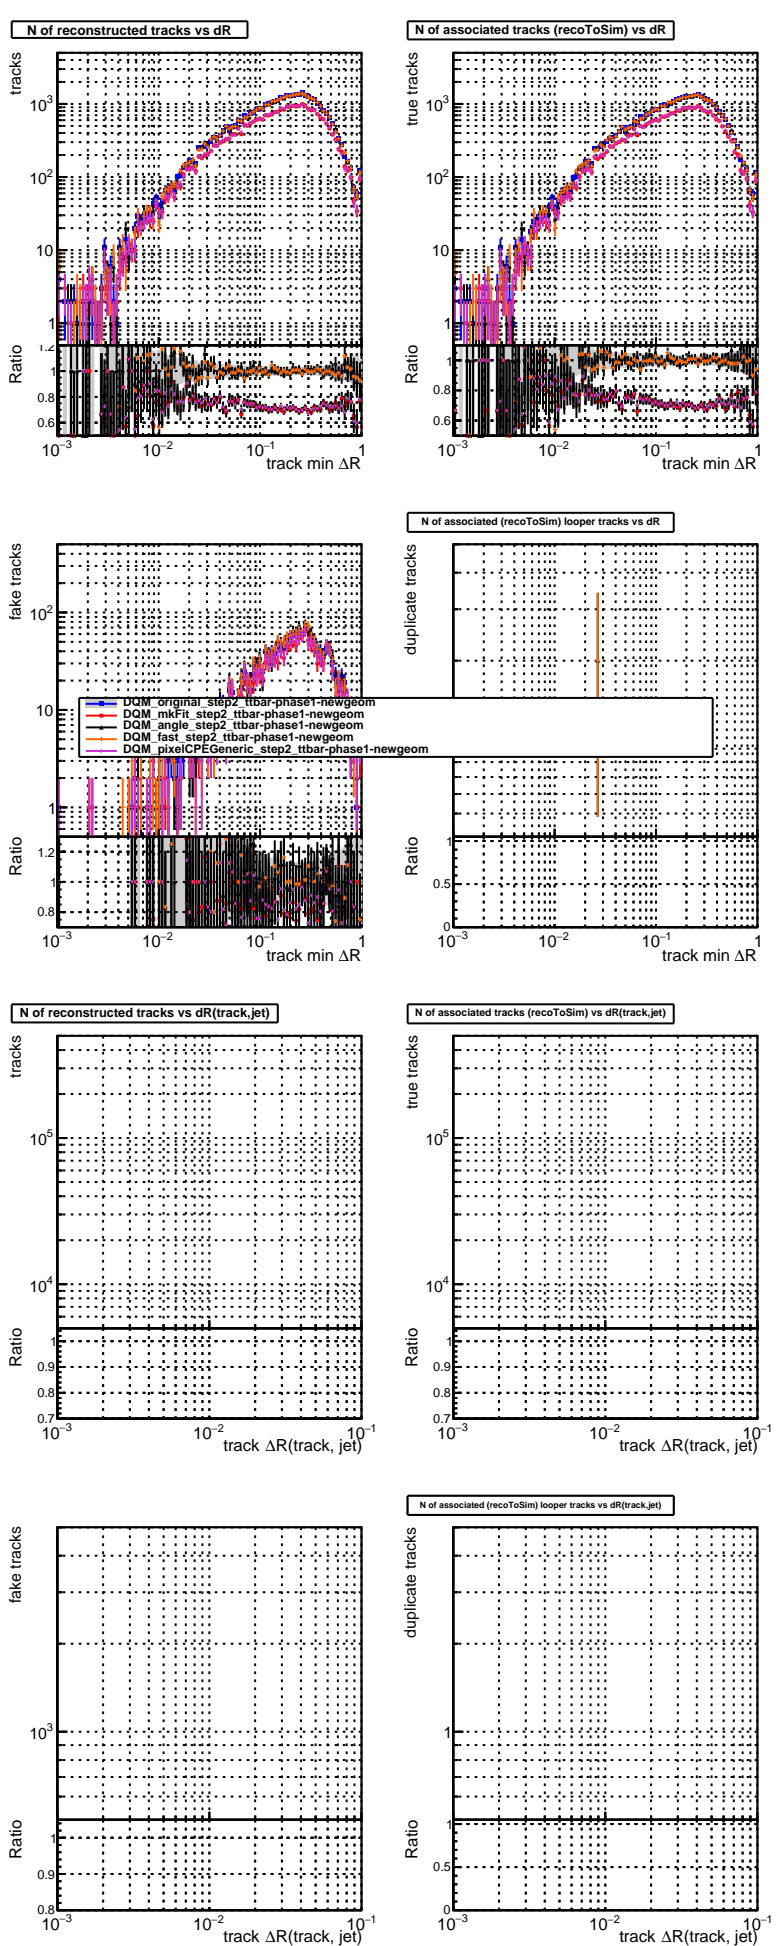 N of reconstructed tracks vs dR
tracks
10³
10²
10
1
Ratio
1.2
1
0.8
0.6
10⁻³ 10⁻² 10⁻¹ 1
track min ΔR
N of associated tracks (recoToSim) vs dR
true tracks
10³
10²
10
1
Ratio
1
0.8
0.6
10⁻³ 10⁻² 10⁻¹ 1
track min ΔR
fake tracks
10²
10
1
Ratio
1.2
1
0.8
10⁻³ 10⁻² 10⁻¹ 1
track min ΔR
N of associated (recoToSim) looper tracks vs dR
duplicate tracks
Ratio
1
0.5
0
10⁻³ 10⁻² 10⁻¹ 1
track min ΔR
DQM_original_step2_ttbar-phase1-newgeom
DQM_mkFit_step2_ttbar-phase1-newgeom
DQM_angle_step2_ttbar-phase1-newgeom
DQM_fast_step2_ttbar-phase1-newgeom
DQM_pixelCPEGeneric_step2_ttbar-phase1-newgeom
N of reconstructed tracks vs dR(track,jet)
tracks
10⁵
10⁴
Ratio
1
0.9
0.8
0.7
10⁻³ 10⁻² 10⁻¹
track ΔR(track, jet)
N of associated tracks (recoToSim) vs dR(track,jet)
true tracks
10⁵
10⁴
Ratio
1
0.9
0.8
0.7
10⁻³ 10⁻² 10⁻¹
track ΔR(track, jet)
fake tracks
10³
Ratio
1
0.9
0.8
10⁻³ 10⁻² 10⁻¹
track ΔR(track, jet)
N of associated (recoToSim) looper tracks vs dR(track,jet)
duplicate tracks
1
Ratio
1
0.5
0
10⁻³ 10⁻² 10⁻¹
track ΔR(track, jet)